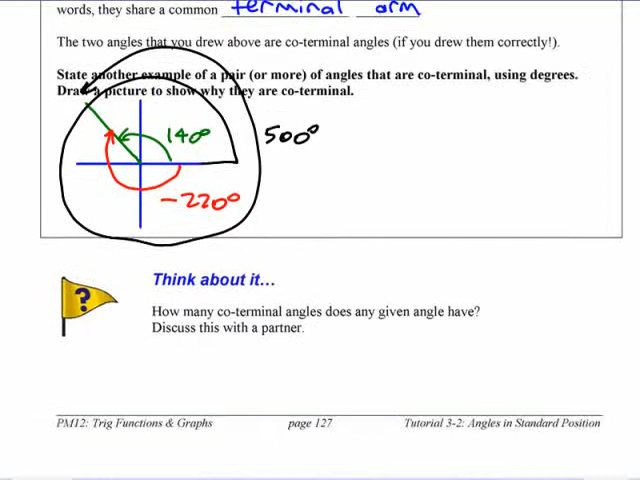 words, they share a common terminal arm
The two angles that you drew above are co-terminal angles (if you drew them correctly!).
State another example of a pair (or more) of angles that are co-terminal, using degrees.
Draw a picture to show why they are co-terminal.
140° 500°
-220°
?
Think about it…
How many co-terminal angles does any given angle have?
Discuss this with a partner.
PM12: Trig Functions & Graphs page 127 Tutorial 3-2: Angles in Standard Position